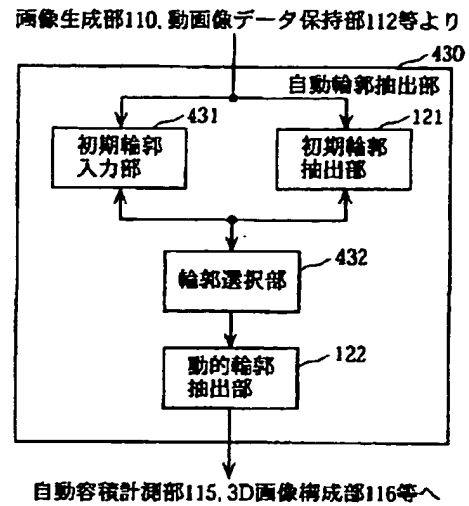 画像生成部110,動画像データ保持部112等より
430
自動輪郭抽出部
431
121
初期輪郭
入力部
初期輪郭
抽出部
432
輪郭選択部
122
動的輪郭
抽出部
自動容積計測部115,3D画像構成部116等へ